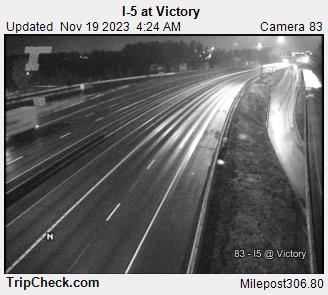 I-5 at Victory
Updated Nov 19 2023 4:24 AM Camera 83
T
N
83 - I5 @ Victory
TripCheck.com Milepost306.80